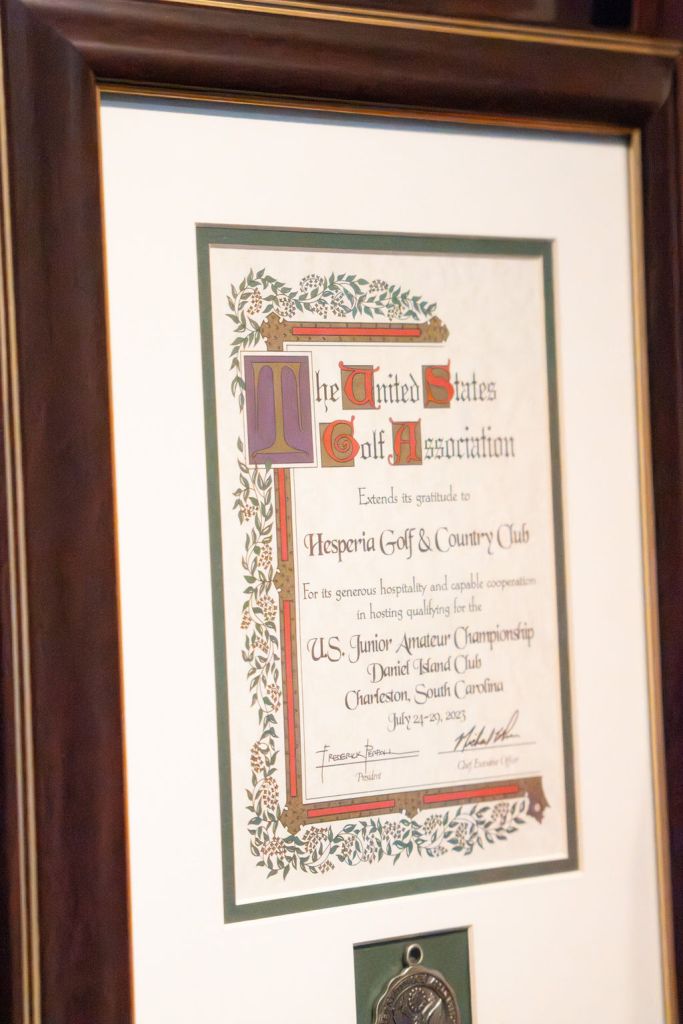 The United States
Golf Association
Extends its gratitude to
Hesperia Golf & Country Club
For its generous hospitality and capable cooperation
in hosting qualifying for the
U.S. Junior Amateur Championship
Daniel Island Club
Charleston, South Carolina
July 24-29, 2023
Frederick Perpall
President
Chief Executive Officer